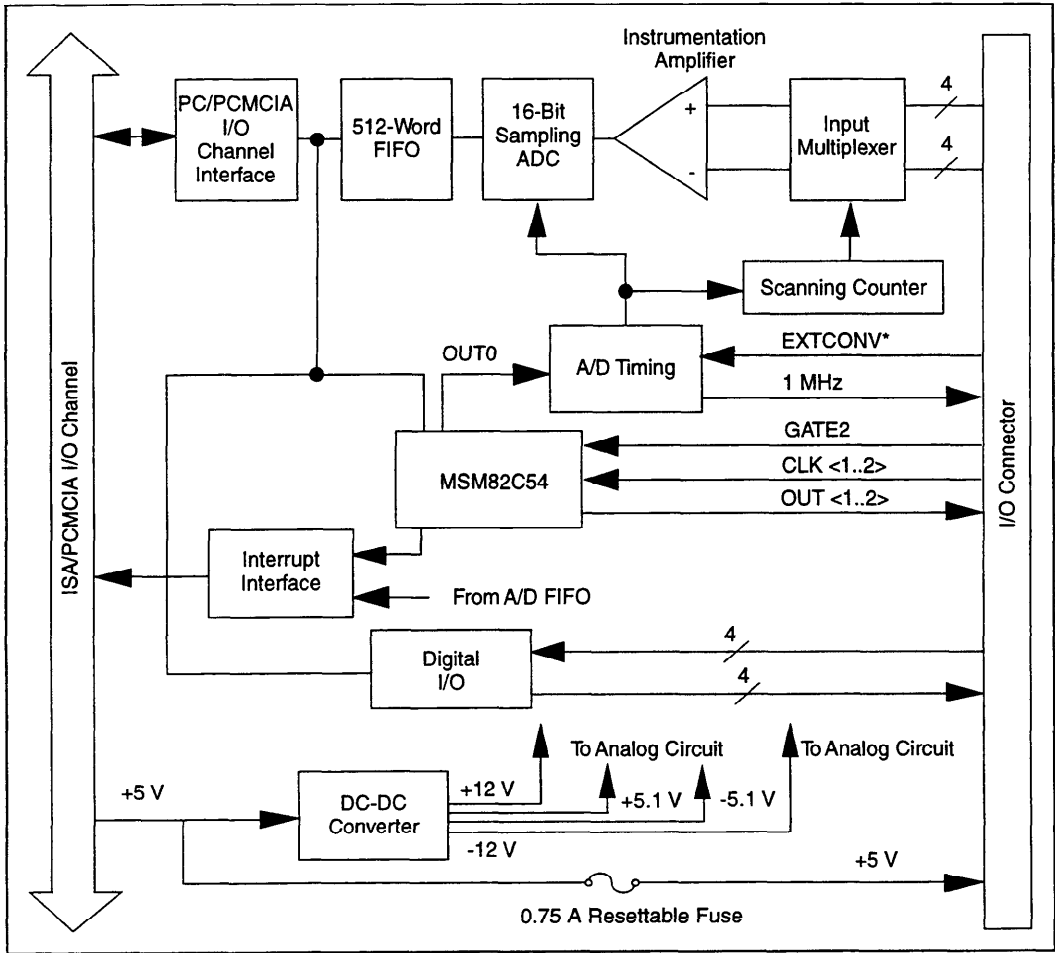 Instrumentation
Amplifier
PC/PCMCIA
I/O
Channel
Interface
512-Word
FIFO
16-Bit
Sampling
ADC
+
-
Input
Multiplexer
4
4
Scanning Counter
OUT0
A/D Timing
EXTCONV*
1 MHz
MSM82C54
GATE2
CLK <1..2>
OUT <1..2>
ISA/PCMCIA I/O Channel
I/O Connector
Interrupt
Interface
From A/D FIFO
Digital
I/O
4
4
To Analog Circuit
To Analog Circuit
+5 V
DC-DC
Converter
+12 V
+5.1 V
-5.1 V
-12 V
+5 V
0.75 A Resettable Fuse